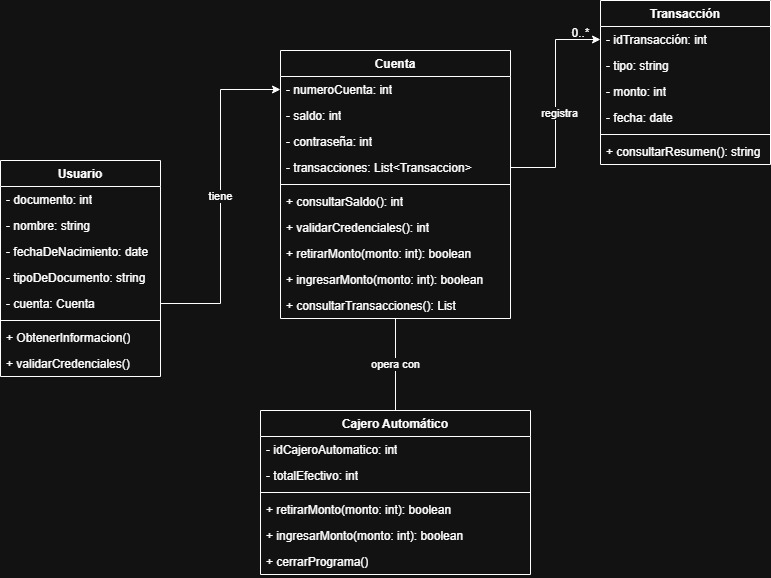 Transacción
- idTransacción: int
- tipo: string
- monto: int
- fecha: date
+ consultarResumen(): string
0..*
registra
Cuenta
- numeroCuenta: int
- saldo: int
- contraseña: int
- transacciones: List<Transaccion>
+ consultarSaldo(): int
+ validarCredenciales(): int
+ retirarMonto(monto: int): boolean
+ ingresarMonto(monto: int): boolean
+ consultarTransacciones(): List
tiene
Usuario
- documento: int
- nombre: string
- fechaDeNacimiento: date
- tipoDeDocumento: string
- cuenta: Cuenta
+ ObtenerInformacion()
+ validarCredenciales()
opera con
Cajero Automático
- idCajeroAutomatico: int
- totalEfectivo: int
+ retirarMonto(monto: int): boolean
+ ingresarMonto(monto: int): boolean
+ cerrarPrograma()